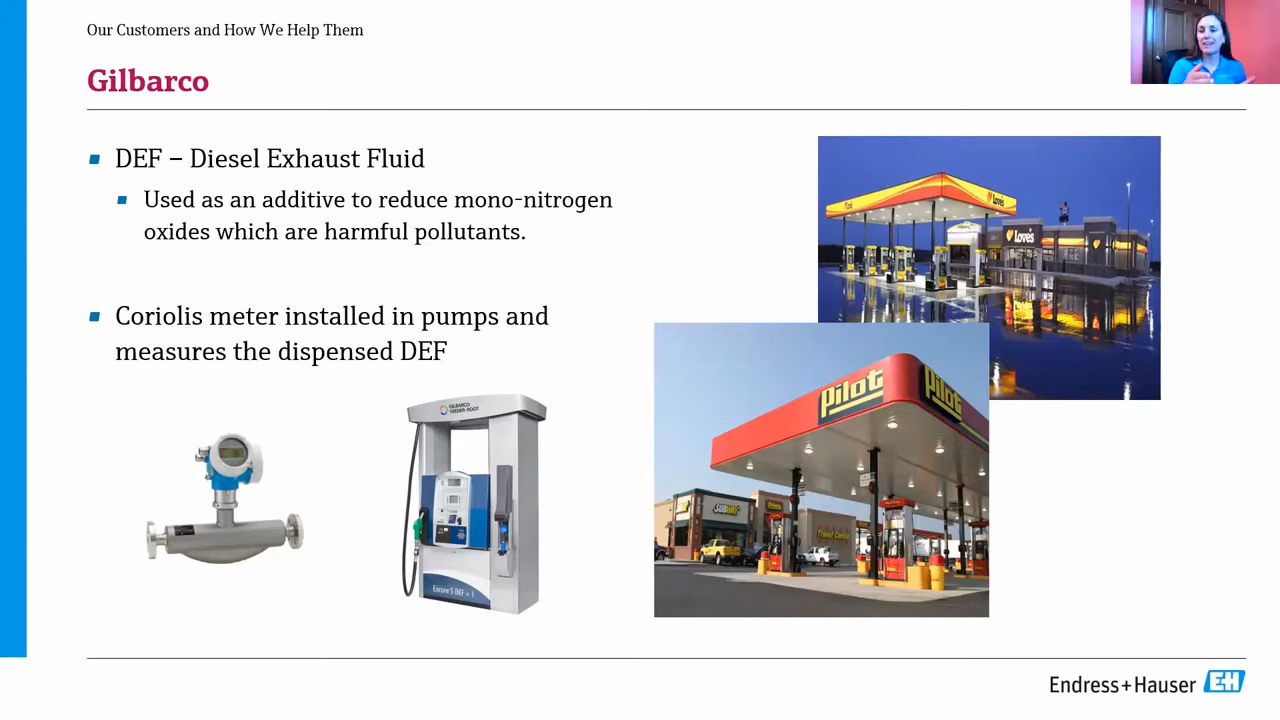 Our Customers and How We Help Them
Gilbarco
DEF – Diesel Exhaust Fluid
Used as an additive to reduce mono-nitrogen
oxides which are harmful pollutants.
Coriolis meter installed in pumps and
measures the dispensed DEF
GILBARCO
VEEDER-ROOT
Encore S DEF + 1
Love's
Love's
Pilot
Pilot
SUBWAY
Travel Center
Endress+Hauser EH